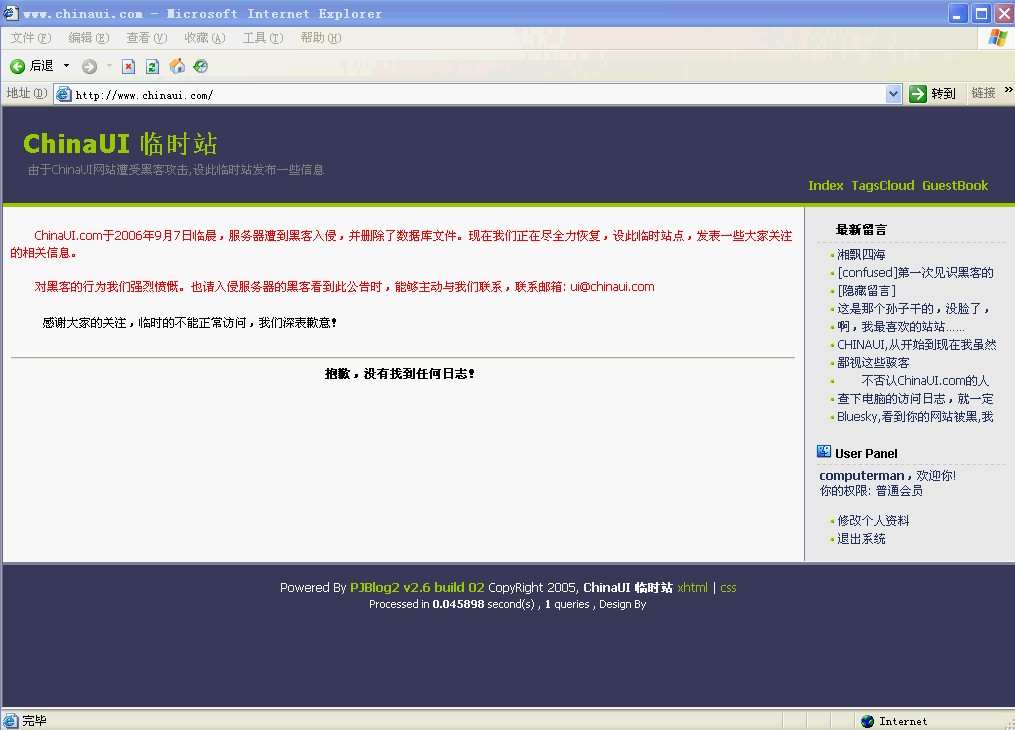 www.chinaui.com - Microsoft Internet Explorer
文件(F) 编辑(E) 查看(V) 收藏(A) 工具(T) 帮助(H)
后退
地址(D) http://www.chinaui.com/ 转到 链接 »
ChinaUI 临时站
由于ChinaUI网站遭受黑客攻击,设此临时站发布一些信息
Index TagsCloud GuestBook
ChinaUI.com于2006年9月7日临晨，服务器遭到黑客入侵，并删除了数据库文件。现在我们正在尽全力恢复，设此临时站点，发表一些大家关注
的相关信息。
对黑客的行为我们强烈愤慨。也请入侵服务器的黑客看到此公告时，能够主动与我们联系，联系邮箱: ui@chinaui.com
感谢大家的关注，临时的不能正常访问，我们深表歉意！
抱歉，没有找到任何日志！
最新留言
湘飘四海
[confused]第一次见识黑客的
[隐藏留言]
这是那个孙子干的，没脸了，
啊，我最喜欢的站站……
CHINAUI,从开始到现在我虽然
鄙视这些骇客
不否认ChinaUI.com的人
查下电脑的访问日志，就一定
Bluesky,看到你的网站被黑,我
User Panel
computerman，欢迎你!
你的权限: 普通会员
修改个人资料
退出系统
Powered By PJBlog2 v2.6 build 02 CopyRight 2005, ChinaUI 临时站 xhtml | css
Processed in 0.045898 second(s) , 1 queries , Design By
完毕 Internet